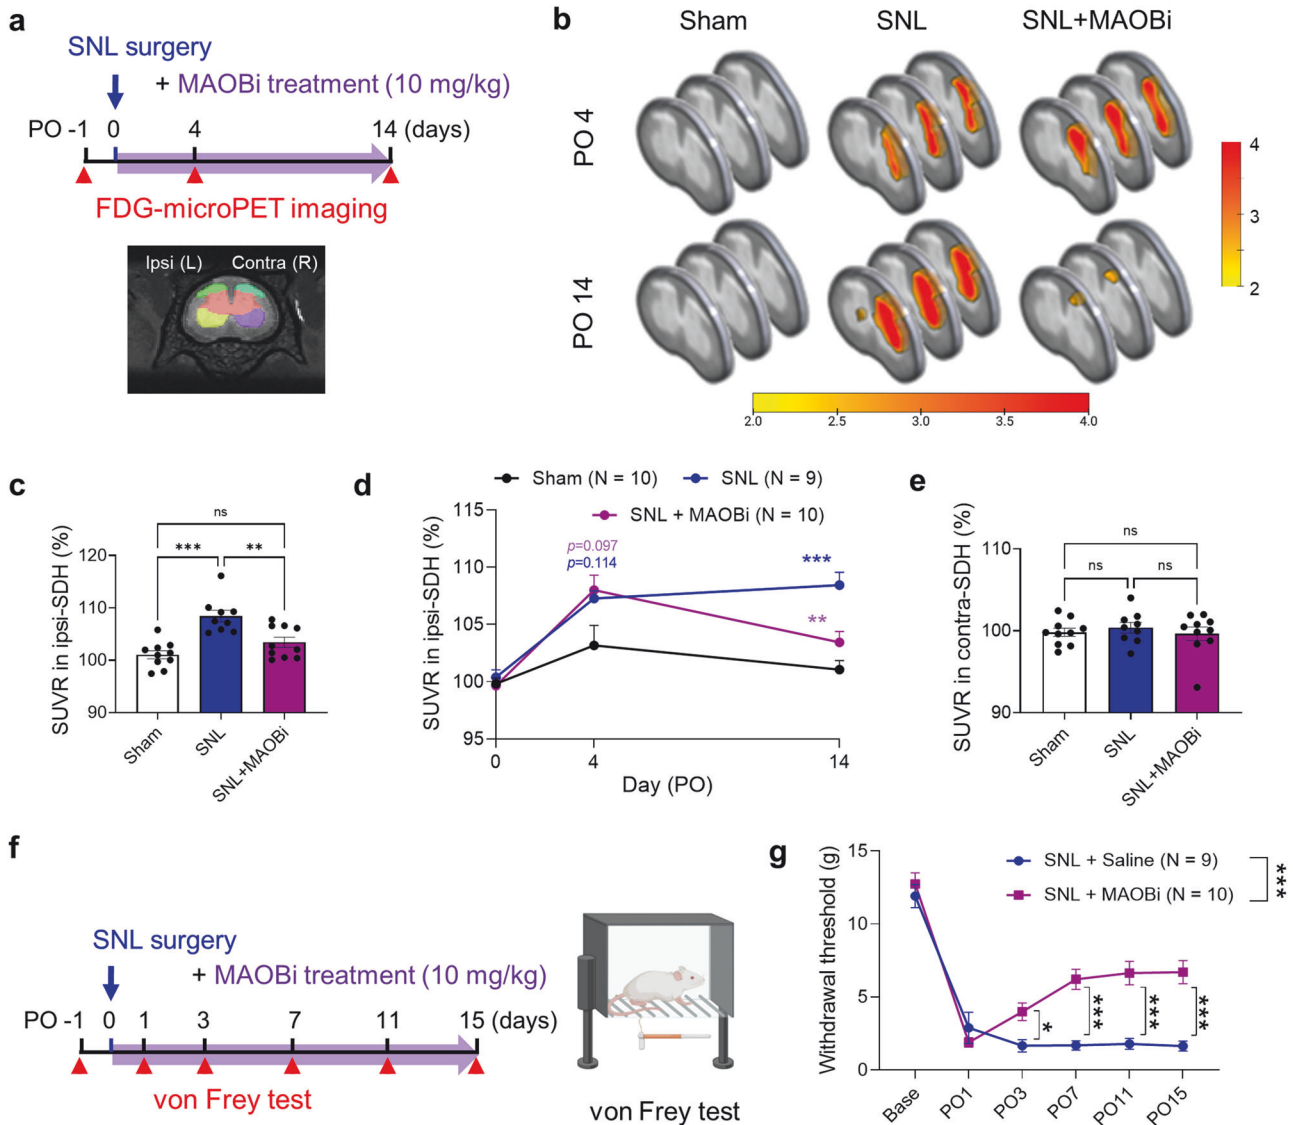 a
SNL surgery
+ MAOBi treatment (10 mg/kg)
PO -1 0 4 14 (days)
FDG-microPET imaging
Ipsi (L) Contra (R)
b
Sham SNL SNL+MAOBi
PO 4
PO 14
4
3
2
2.0 2.5 3.0 3.5 4.0
c
SUVR in ipsi-SDH (%)
ns
*** **
120
110
100
90
Sham
SNL
SNL+MAOBi
d
Sham (N = 10) SNL (N = 9)
SNL + MAOBi (N = 10)
SUVR in ipsi-SDH (%)
115
110
105
100
95
p=0.097
p=0.114
***
**
0 4 14
Day (PO)
e
SUVR in contra-SDH (%)
ns
ns ns
110
100
90
Sham
SNL
SNL+MAOBi
f
SNL surgery
+ MAOBi treatment (10 mg/kg)
PO -1 0 1 3 7 11 15 (days)
von Frey test
von Frey test
g
SNL + Saline (N = 9)
SNL + MAOBi (N = 10)
***
Withdrawal threshold (g)
15
10
5
0
*
***
***
***
Base
PO1
PO3
PO7
PO11
PO15